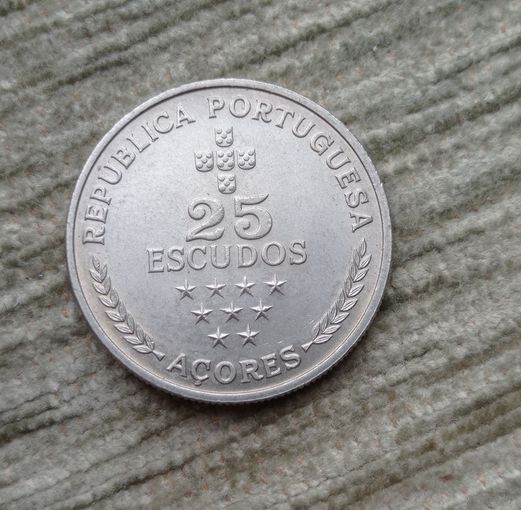 REPUBLICA PORTUGUESA
25
ESCUDOS
AÇORES